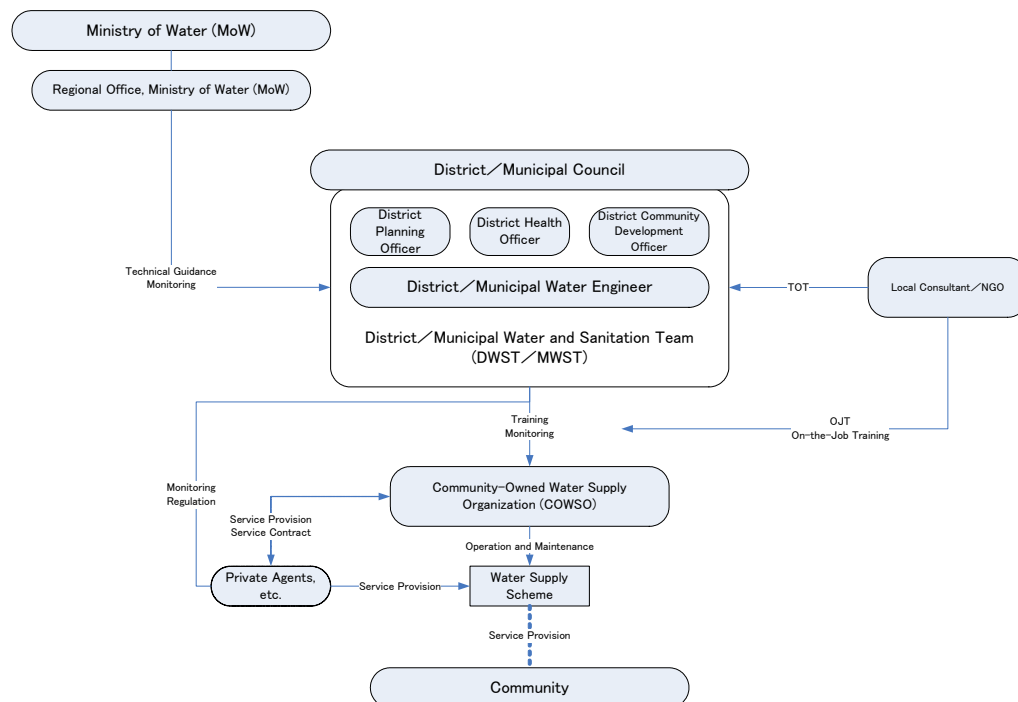 Ministry of Water (MoW)
Regional Office, Ministry of Water (MoW)
District／Municipal Council
District
Planning
Officer
District Health
Officer
District Community
Development
Officer
Technical Guidance
Monitoring
District／Municipal Water Engineer
TOT
Local Consultant／NGO
District／Municipal Water and Sanitation Team
(DWST／MWST)
Training
Monitoring
OJT
On-the-Job Training
Monitoring
Regulation
Community-Owned Water Supply
Organization (COWSO)
Service Provision
Service Contract
Operation and Maintenance
Private Agents,
etc.
Service Provision
Water Supply
Scheme
Service Provision
Community